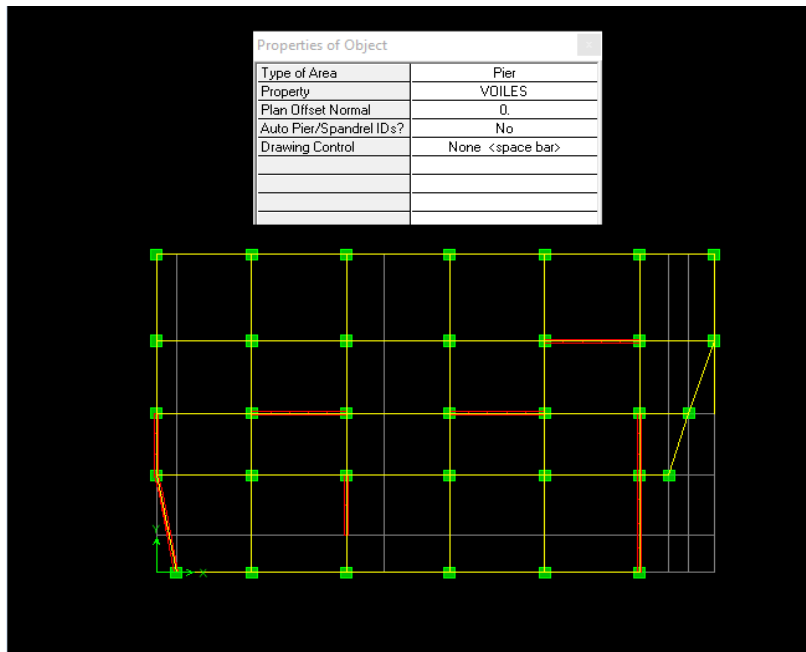 Properties of Object
x
Type of Area Pier
Property VOILES
Plan Offset Normal 0.
Auto Pier/Spandrel IDs? No
Drawing Control None <space bar>
Y
X